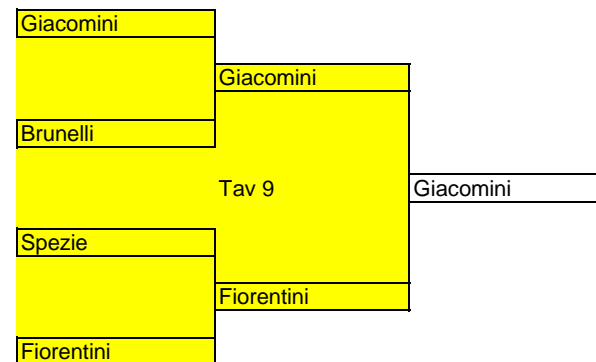 Giacomini
Giacomini
Brunelli
Tav 9
Giacomini
Spezie
Fiorentini
Fiorentini